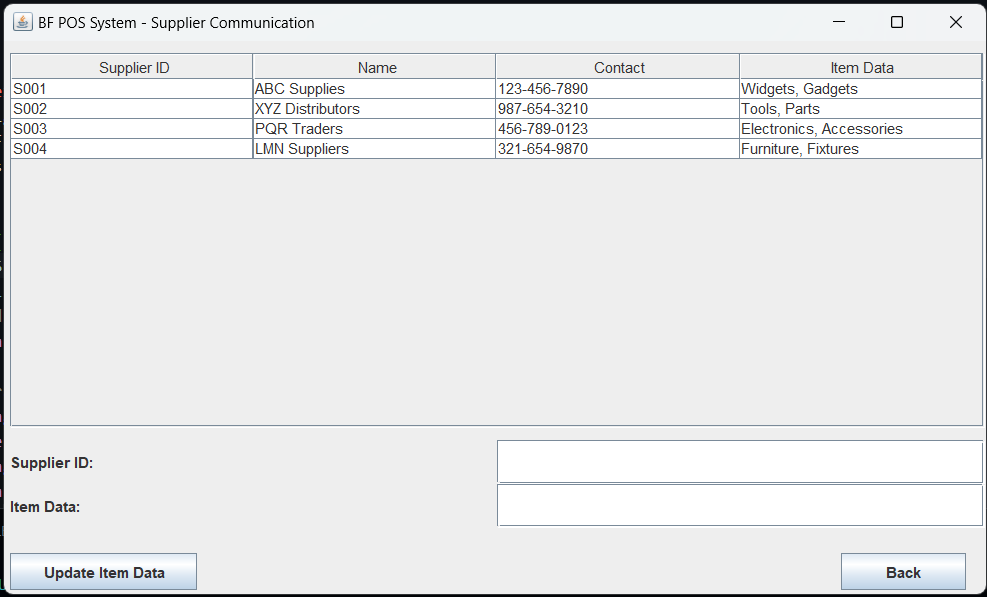 BF POS System - Supplier Communication
Supplier ID Name Contact Item Data
S001 ABC Supplies 123-456-7890 Widgets, Gadgets
S002 XYZ Distributors 987-654-3210 Tools, Parts
S003 PQR Traders 456-789-0123 Electronics, Accessories
S004 LMN Suppliers 321-654-9870 Furniture, Fixtures
Supplier ID:
Item Data:
Update Item Data Back